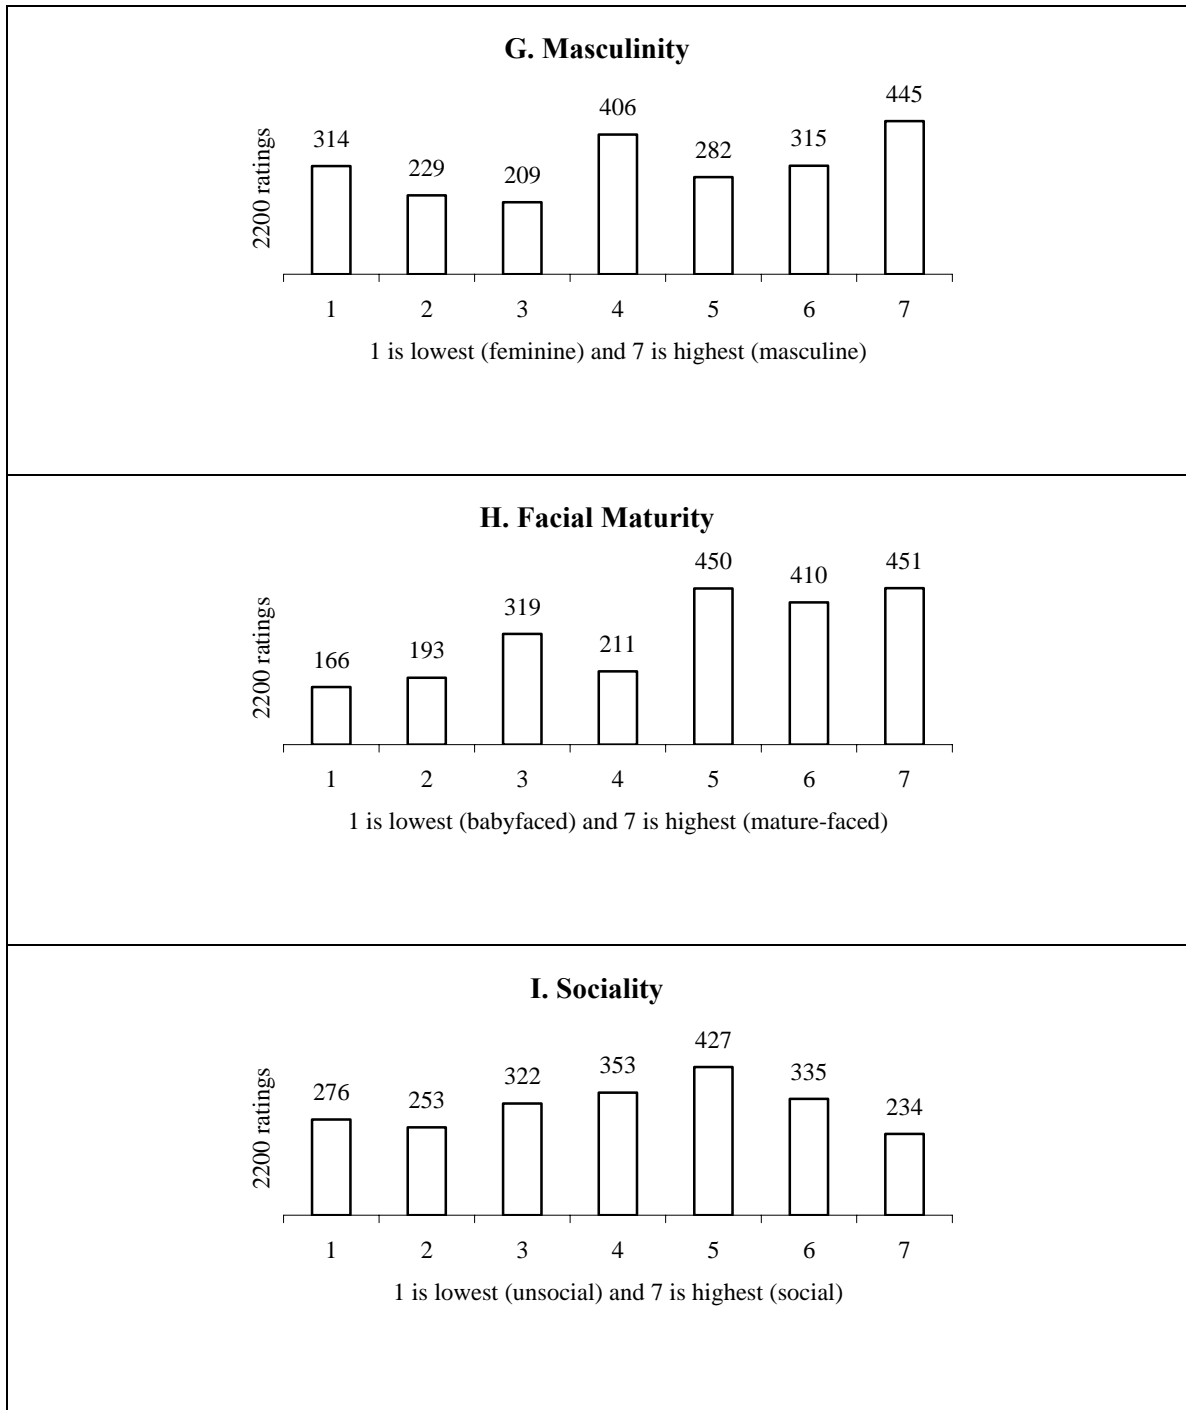 G. Masculinity
2200 ratings
314
229
209
406
282
315
445
1 2 3 4 5 6 7
1 is lowest (feminine) and 7 is highest (masculine)
H. Facial Maturity
2200 ratings
166
193
319
211
450
410
451
1 2 3 4 5 6 7
1 is lowest (babyfaced) and 7 is highest (mature-faced)
I. Sociality
2200 ratings
276
253
322
353
427
335
234
1 2 3 4 5 6 7
1 is lowest (unsocial) and 7 is highest (social)